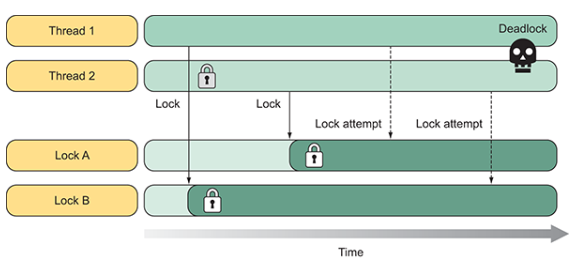 Thread 1
Deadlock
Thread 2
Lock
Lock
Lock attempt
Lock attempt
Lock A
Lock B
Time